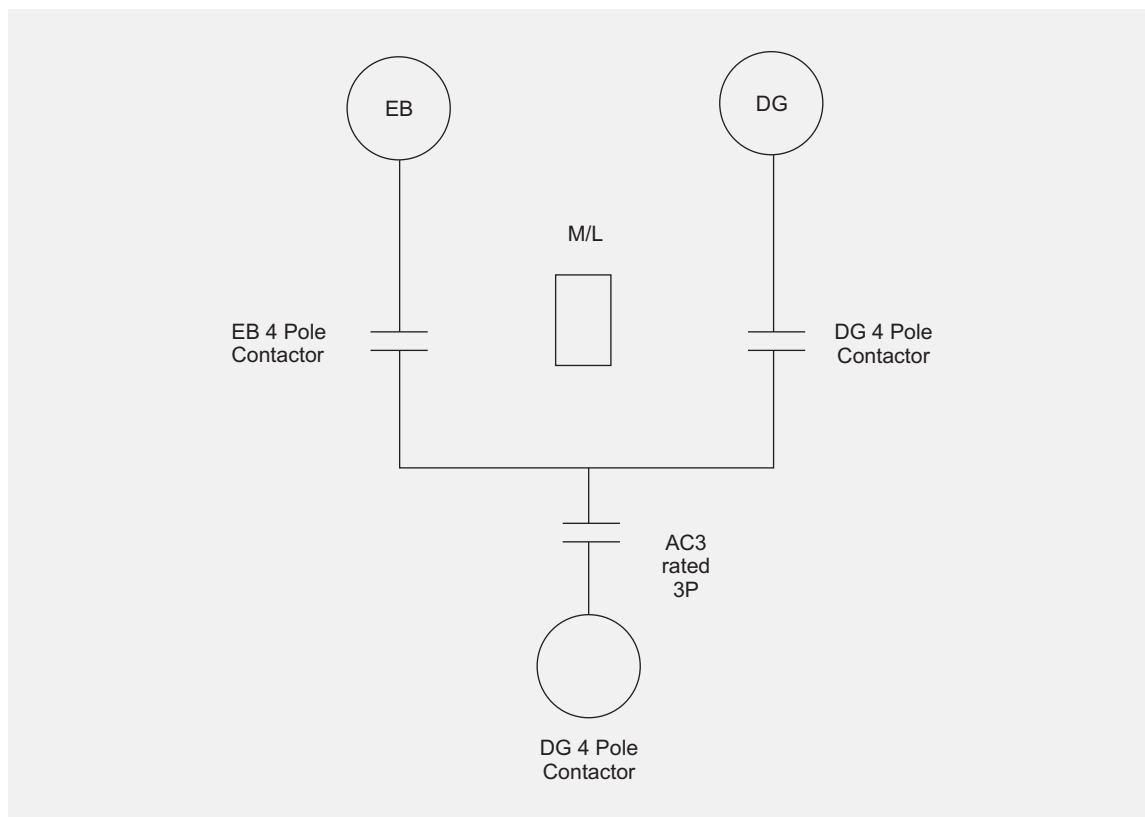 EB
DG
M/L
EB 4 Pole
Contactor
DG 4 Pole
Contactor
AC3
rated
3P
DG 4 Pole
Contactor